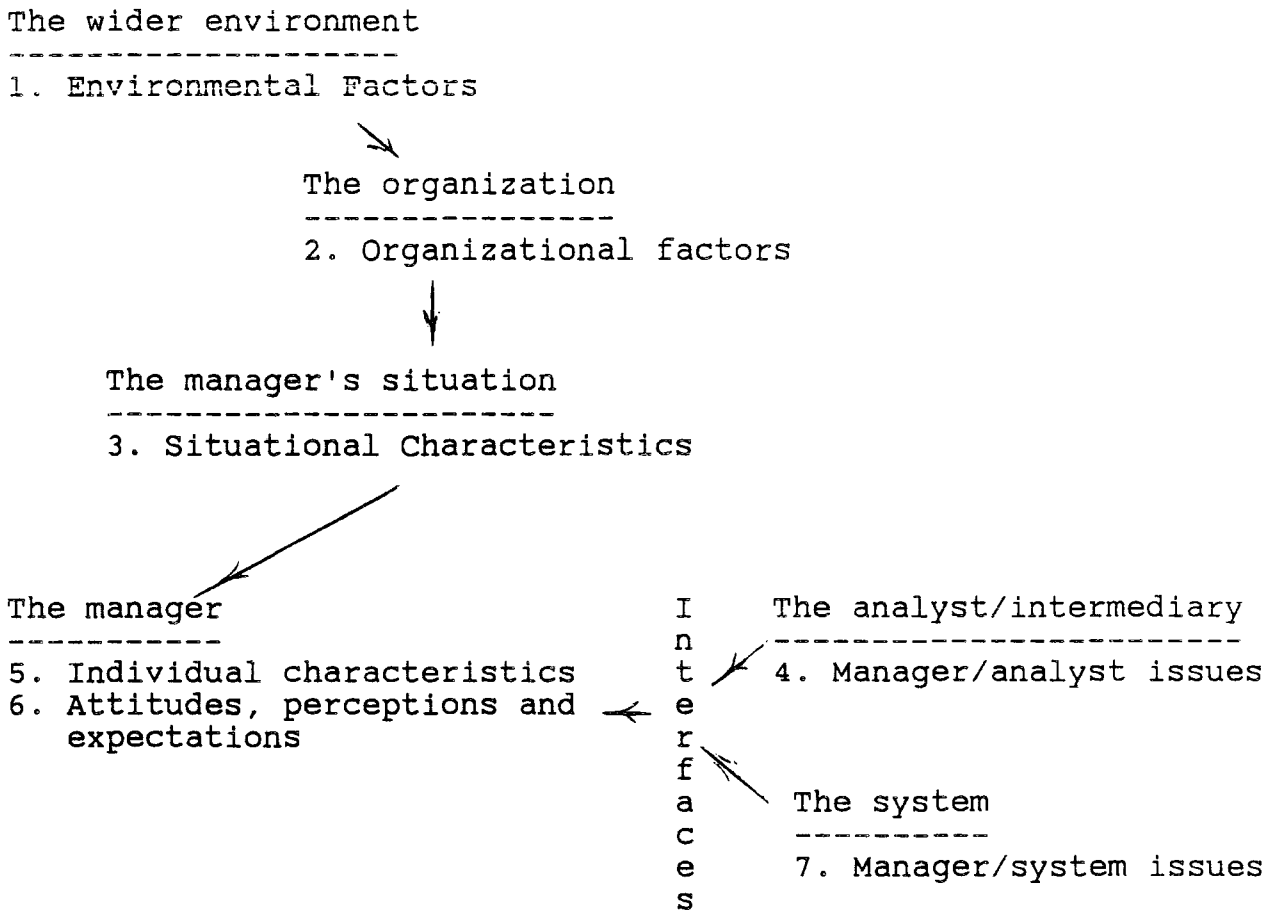 The wider environment
1. Environmental Factors
The organization
2. Organizational factors
The manager's situation
3. Situational Characteristics
The manager
5. Individual characteristics
6. Attitudes, perceptions and
expectations
Interfaces
The analyst/intermediary
4. Manager/analyst issues
The system
7. Manager/system issues